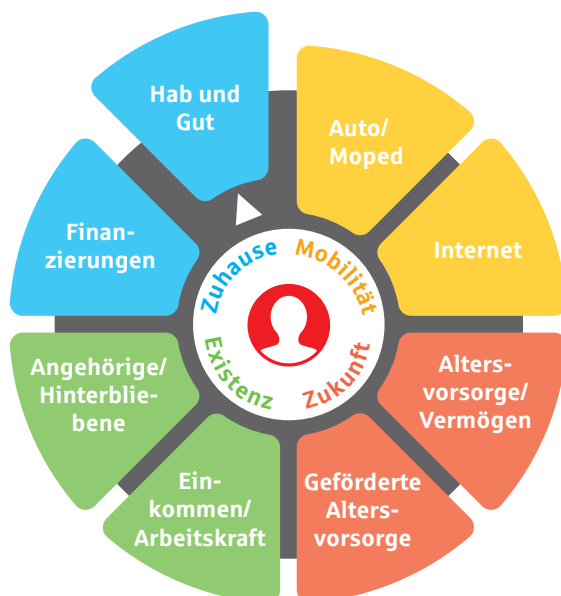 Hab und
Gut
Auto/
Moped
Internet
Alters-
vorsorge/
Vermögen
Geförderte
Alters-
vorsorge
Ein-
kommen/
Arbeitskraft
Angehörige/
Hinterblie-
bene
Finan-
zierungen
Zuhause
Mobilität
Zukunft
Existenz